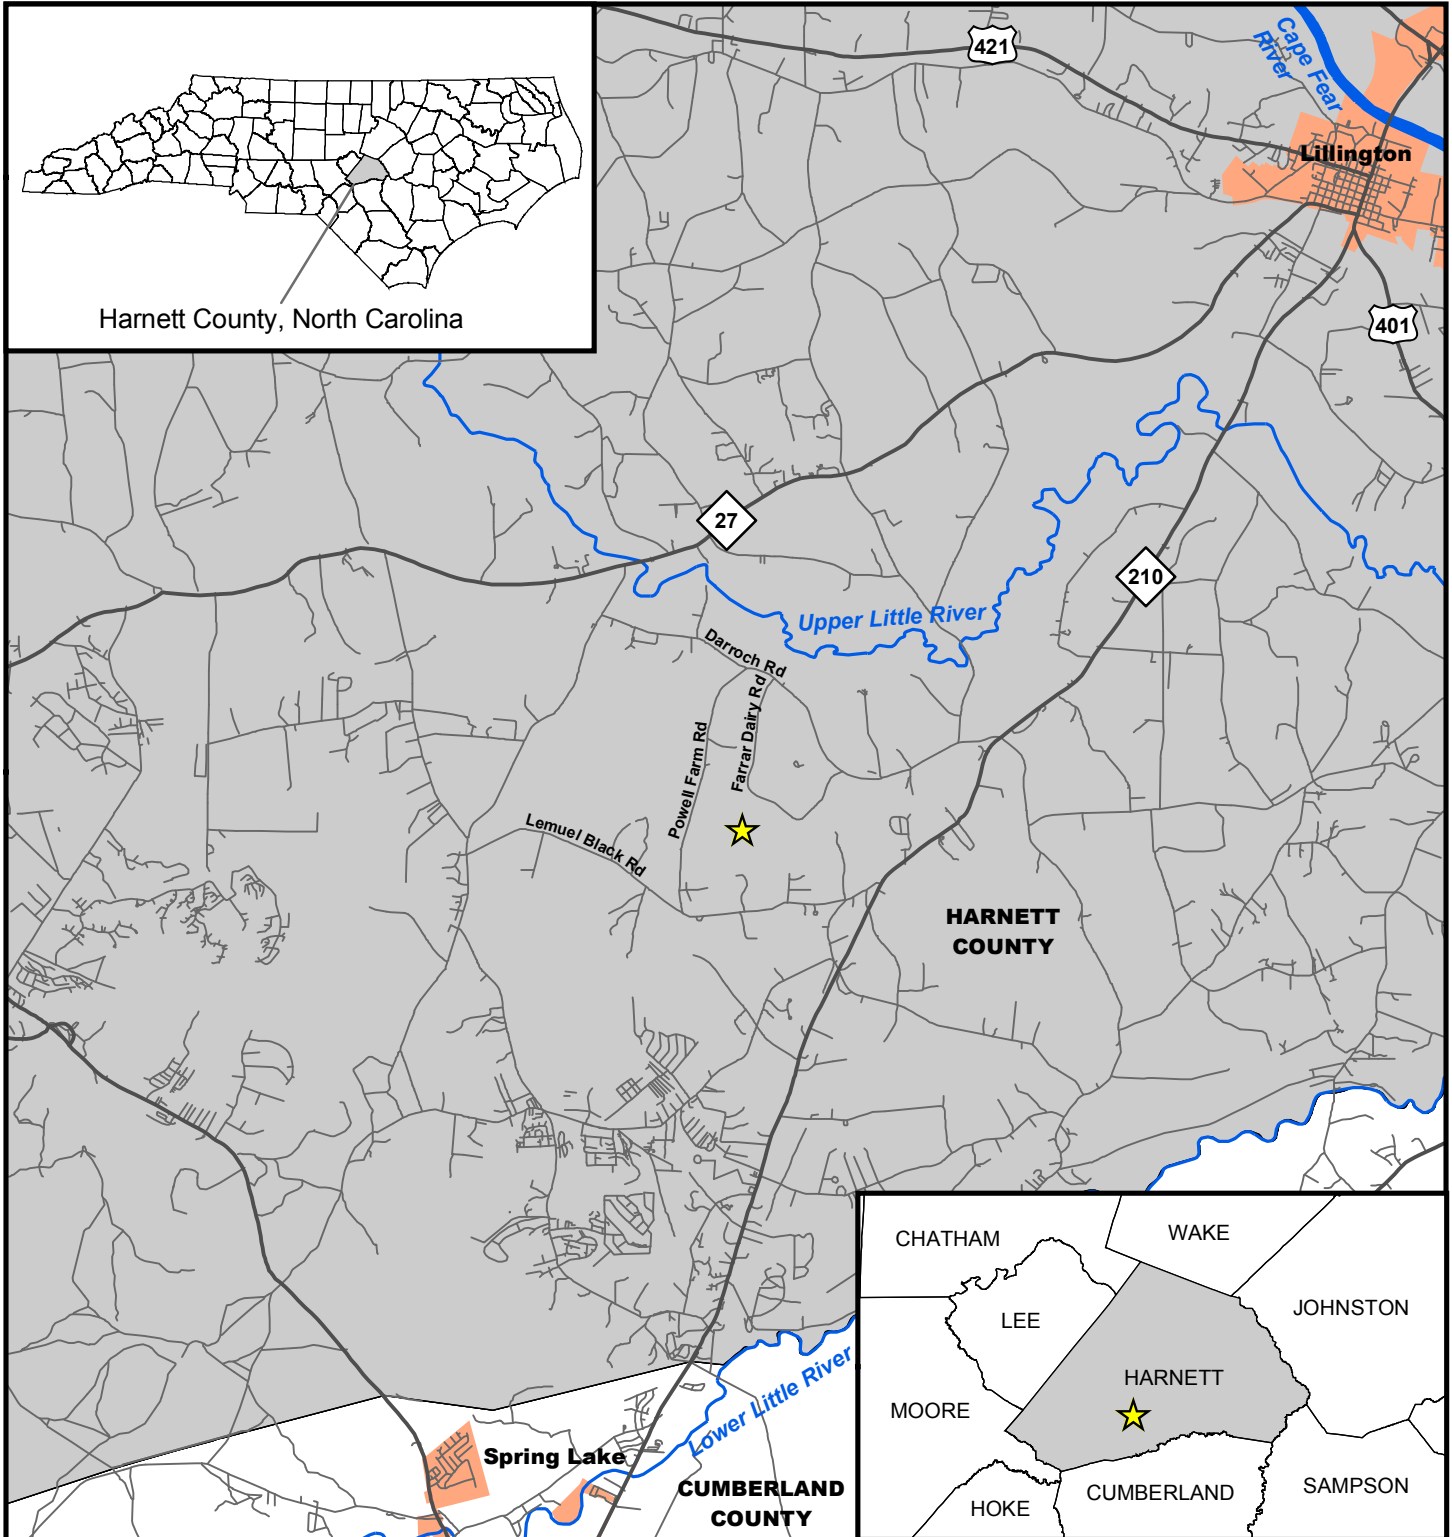 421
Cape Fear
River
Lillington
Harnett County, North Carolina
401
27
210
Upper Little River
Darroch Rd
Farrar Dairy Rd
Powell Farm Rd
Lemuel Black Rd
HARNETT
COUNTY
CHATHAM
WAKE
LEE
JOHNSTON
HARNETT
MOORE
HOKE
CUMBERLAND
SAMPSON
Lower Little River
Spring Lake
CUMBERLAND
COUNTY